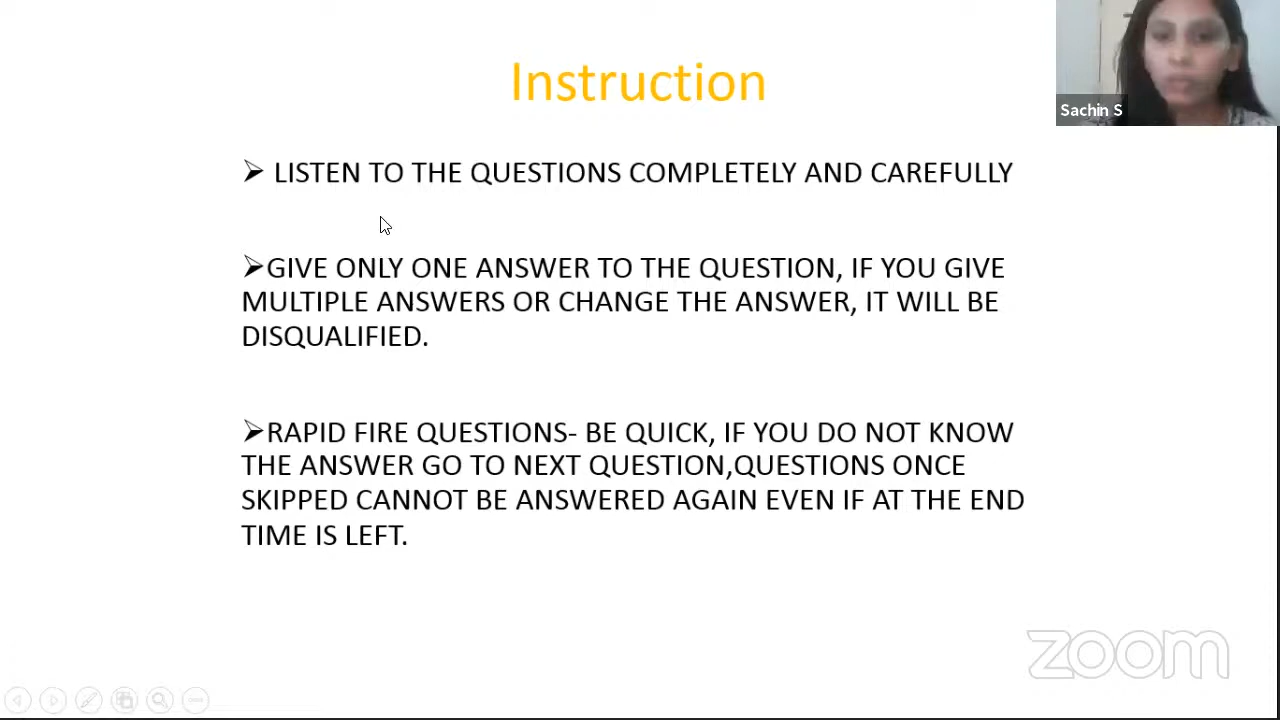 Instruction
Sachin S
➢ LISTEN TO THE QUESTIONS COMPLETELY AND CAREFULLY
➢GIVE ONLY ONE ANSWER TO THE QUESTION, IF YOU GIVE
MULTIPLE ANSWERS OR CHANGE THE ANSWER, IT WILL BE
DISQUALIFIED.
➢RAPID FIRE QUESTIONS- BE QUICK, IF YOU DO NOT KNOW
THE ANSWER GO TO NEXT QUESTION,QUESTIONS ONCE
SKIPPED CANNOT BE ANSWERED AGAIN EVEN IF AT THE END
TIME IS LEFT.
zoom